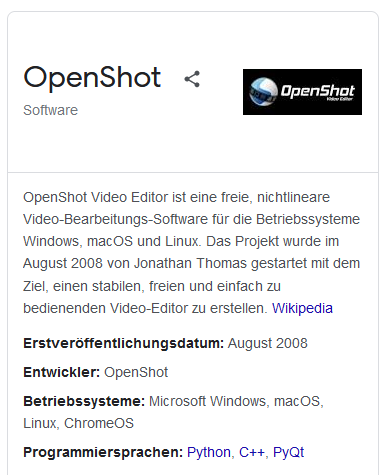 OpenShot
OpenShot
Video Editor
Software
OpenShot Video Editor ist eine freie, nichtlineare
Video-Bearbeitungs-Software für die Betriebssysteme
Windows, macOS und Linux. Das Projekt wurde im
August 2008 von Jonathan Thomas gestartet mit dem
Ziel, einen stabilen, freien und einfach zu
bedienenden Video-Editor zu erstellen. Wikipedia
Erstveröffentlichungsdatum: August 2008
Entwickler: OpenShot
Betriebssysteme: Microsoft Windows, macOS,
Linux, ChromeOS
Programmiersprachen: Python, C++, PyQt